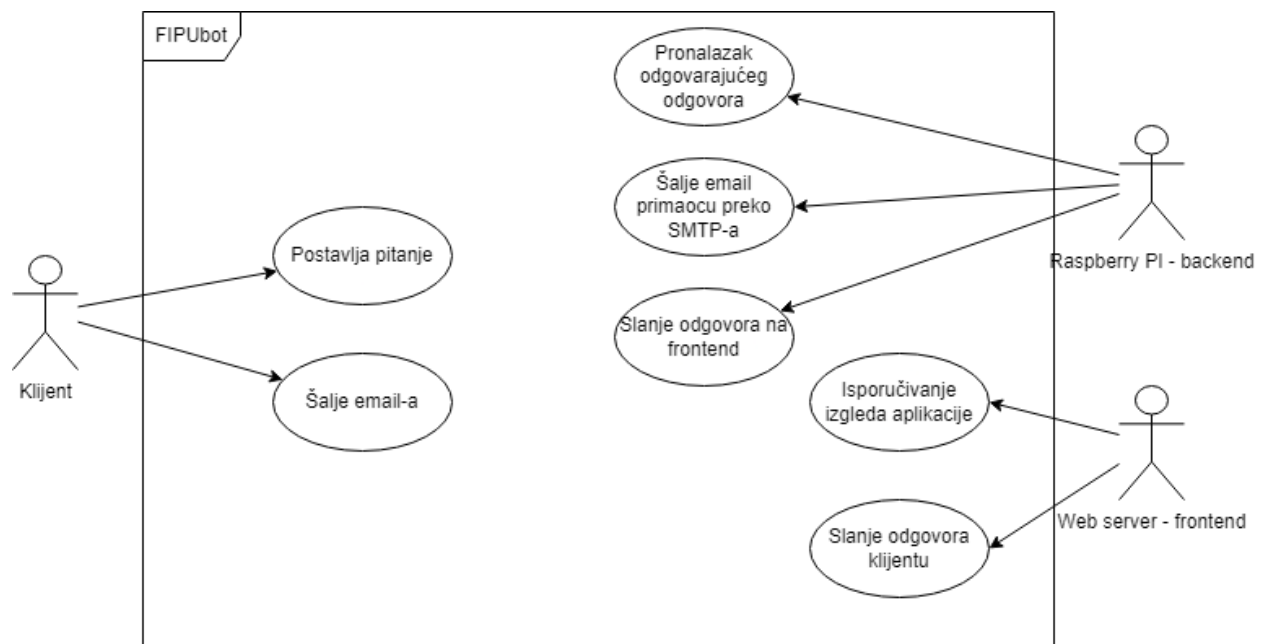 FIPUbot
Pronalazak
odgovarajućeg
odgovora
Šalje email
primaocu preko
SMTP-a
Raspberry PI - backend
Postavlja pitanje
Slanje odgovora na
frontend
Klijent
Šalje email-a
Isporučivanje
izgleda aplikacije
Web server - frontend
Slanje odgovora
klijentu